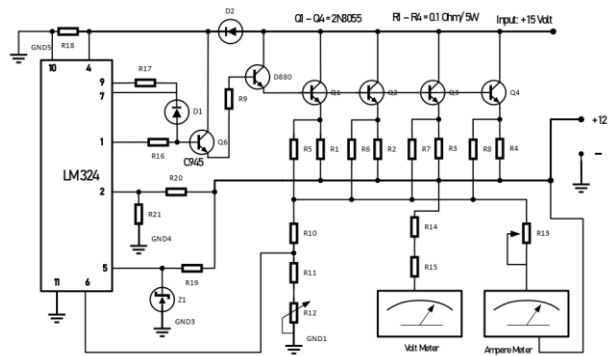 D2
Q1 - Q4=2N3055
R1 - R4=0.1 Ohm/5W
Input: +15 Volt
R18
GND5
10
4
9
R17
D880
7
D1
R9
Q1
Q2
Q3
Q4
+12
1
R16
Q6
C945
R5
R1
R6
R2
R7
R3
R8
R4
-
LM324
2
R20
R21
GND4
R10
R14
R13
5
R19
R11
R15
11
6
Z1
GND3
R12
GND1
Volt Meter
Ampere Meter